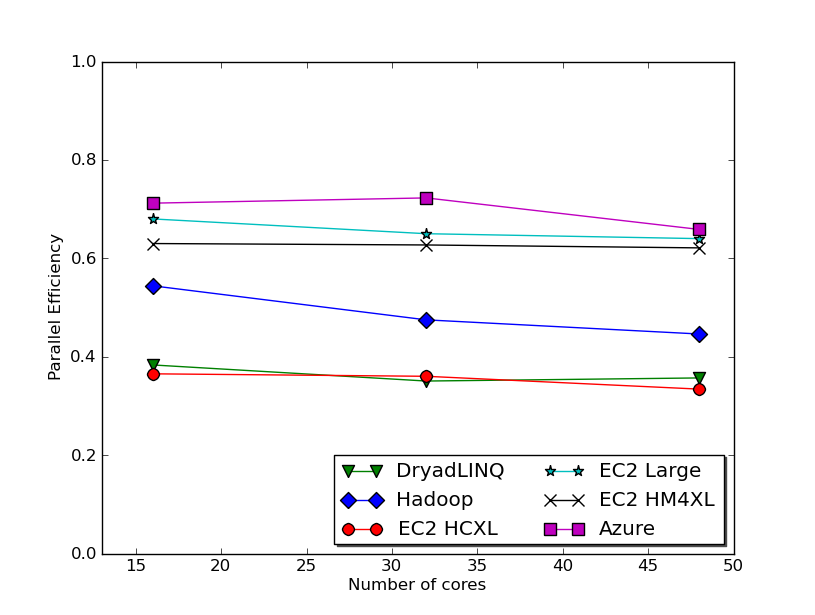 1.0
0.8
0.6
0.4
0.2
0.0
Parallel Efficiency
DryadLINQ
Hadoop
EC2 HCXL
EC2 Large
EC2 HM4XL
Azure
15 20 25 30 35 40 45 50
Number of cores